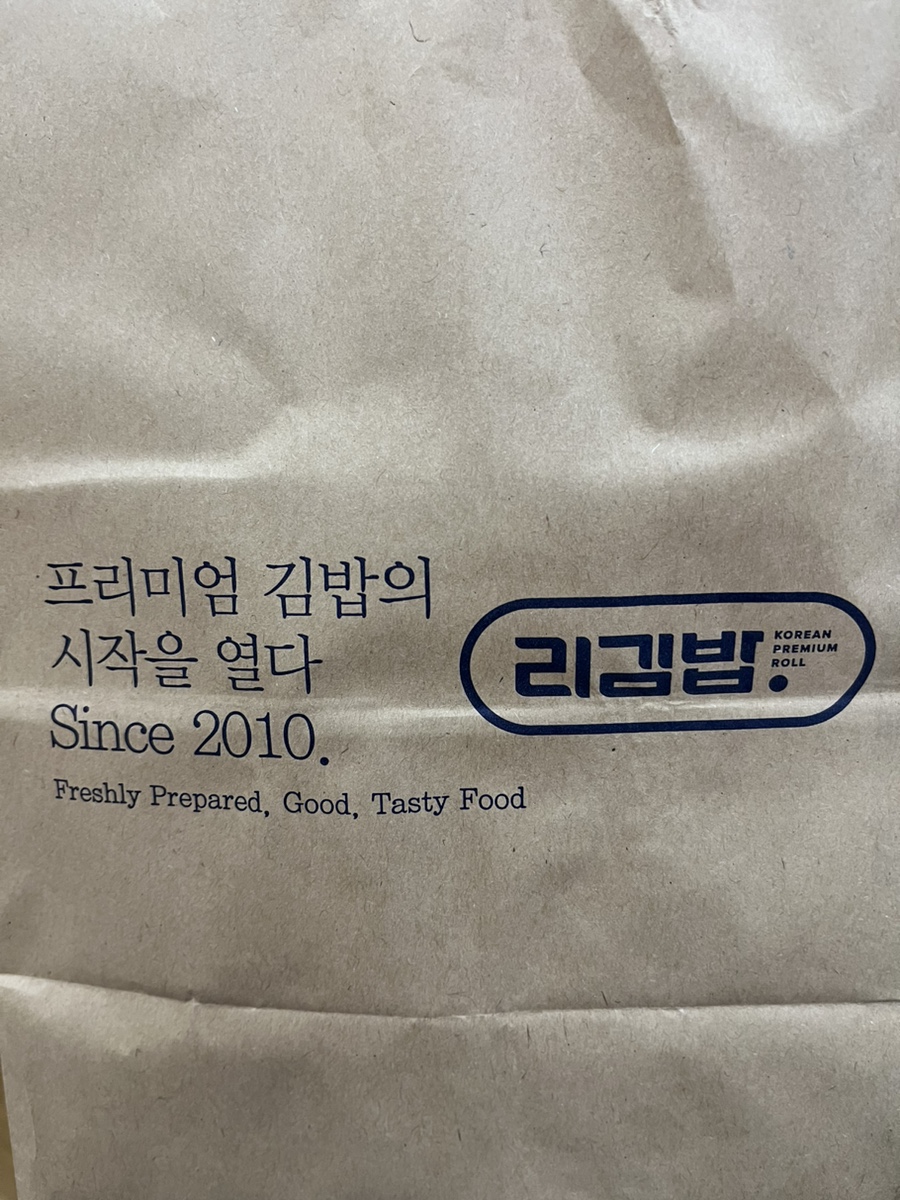 프리미엄 김밥의
시작을 열다
Since 2010.
Freshly Prepared, Good, Tasty Food
리김밥.
KOREAN
PREMIUM
ROLL